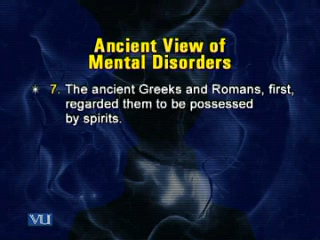 Ancient View of
Mental Disorders
✶ 7. The ancient Greeks and Romans, first,
regarded them to be possessed
by spirits.
VU